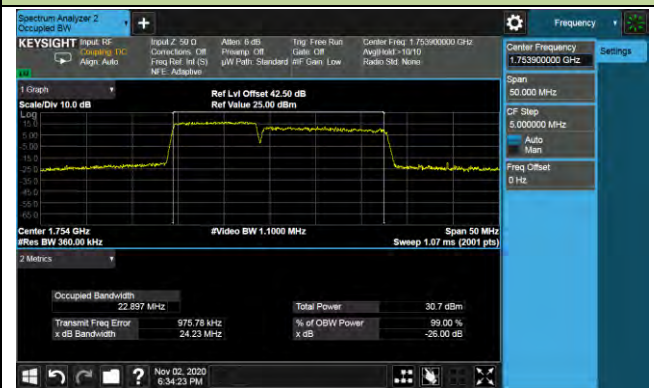 Spectrum Analyzer 2
Occupied BW
Frequency
KEYSIGHT Input: RF
Coupling: DC
Align: Auto
Input Z: 50 Ω
Corrections: Off
Freq Ref: Int (S)
NFE: Adaptive
Atten: 6 dB
Preamp: Off
µW Path: Standard
Trig: Free Run
Gate: Off
#IF Gain: Low
Center Freq: 1.753900000 GHz
Avg|Hold:>10/10
Radio Std: None
1 Graph
Scale/Div 10.0 dB
Ref Lvl Offset 42.50 dB
Ref Value 25.00 dBm
Log
15.0
5.00
-5.00
-15.0
-25.0
-35.0
-45.0
-55.0
-65.0
Center 1.754 GHz
#Res BW 360.00 kHz
#Video BW 1.1000 MHz
Span 50 MHz
Sweep 1.07 ms (2001 pts)
2 Metrics
Occupied Bandwidth
22.897 MHz
Total Power 30.7 dBm
Transmit Freq Error 975.78 kHz
% of OBW Power 99.00 %
x dB Bandwidth 24.23 MHz
x dB -26.00 dB
Nov 02, 2020
6:34:23 PM
Center Frequency
1.753900000 GHz
Settings
Span
50.000 MHz
CF Step
5.000000 MHz
Auto
Man
Freq Offset
0 Hz